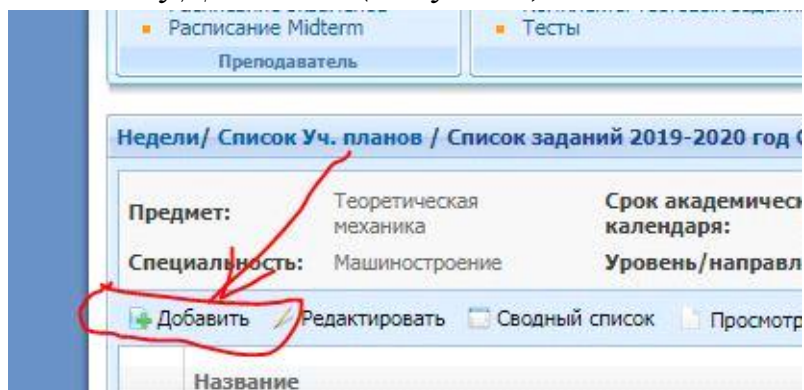 Расписание Midterm
Тесты
Преподаватель
Недели/ Список Уч. планов / Список заданий 2019-2020 год
Предмет: Теоретическая механика Срок академическ календаря:
Специальность: Машиностроение Уровень/направл
Добавить Редактировать Сводный список Просмотр
Название